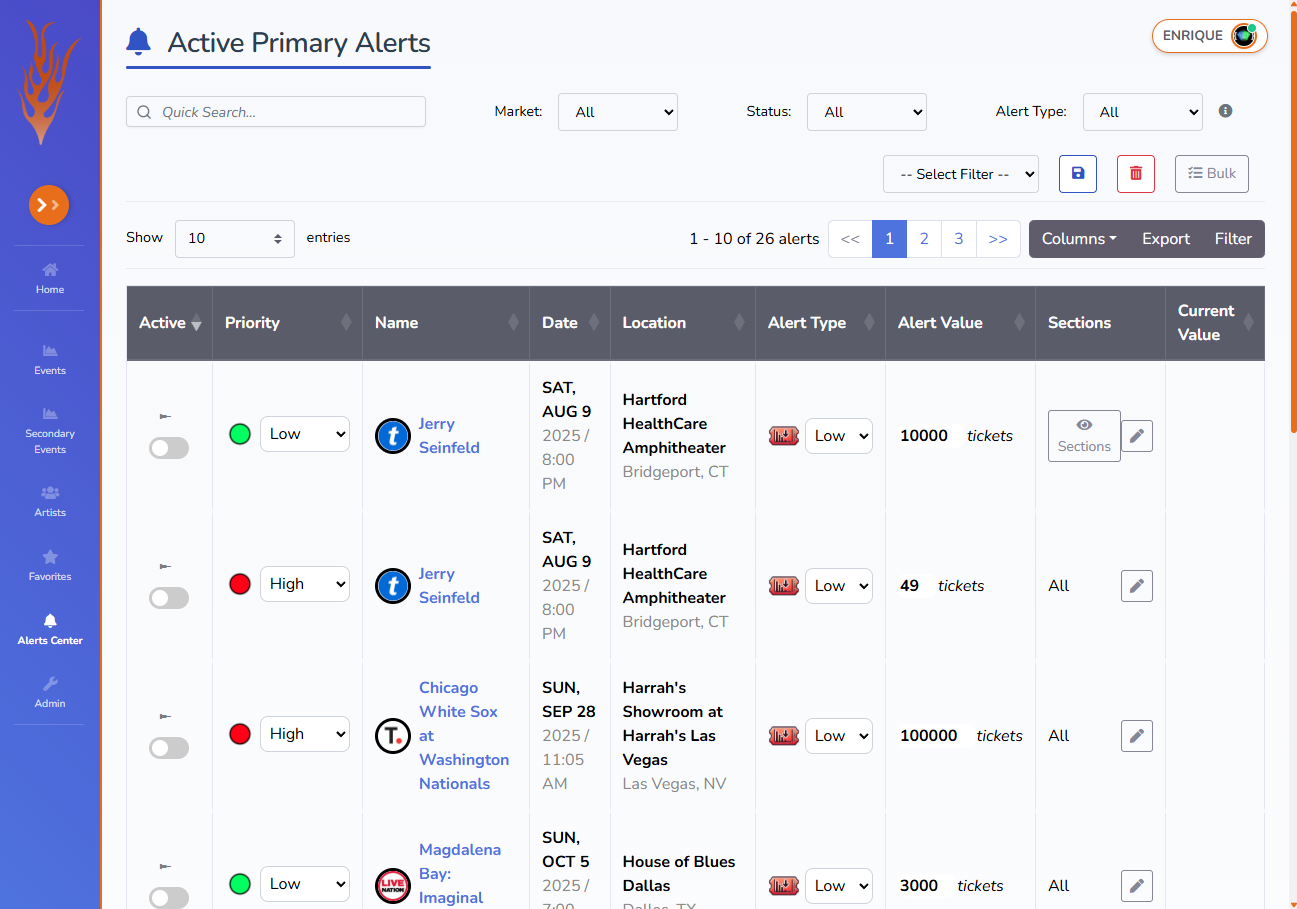 Active Primary Alerts
ENRIQUE
Quick Search...
Market: All Status: All Alert Type: All
-- Select Filter -- Bulk
Show 10 entries
1 - 10 of 26 alerts << 1 2 3 >> Columns Export Filter
Home
Events
Secondary
Events
Artists
Favorites
Alerts Center
Admin
Active Priority Name Date Location Alert Type Alert Value Sections Current
Value
Low
Jerry
Seinfeld
SAT,
AUG 9
2025 /
8:00
PM
Hartford
HealthCare
Amphitheater
Bridgeport, CT
Low
10000 tickets
Sections
High
Jerry
Seinfeld
SAT,
AUG 9
2025 /
8:00
PM
Hartford
HealthCare
Amphitheater
Bridgeport, CT
Low
49 tickets
All
High
T.
Chicago
White Sox
at
Washington
Nationals
SUN,
SEP 28
2025 /
11:05
AM
Harrah's
Showroom at
Harrah's Las
Vegas
Las Vegas, NV
Low
100000 tickets
All
Low
LIVE
NATION
Magdalena
Bay:
Imaginal
SUN,
OCT 5
2025 /
7:00
House of Blues
Dallas
Dallas, TX
Low
3000 tickets
All